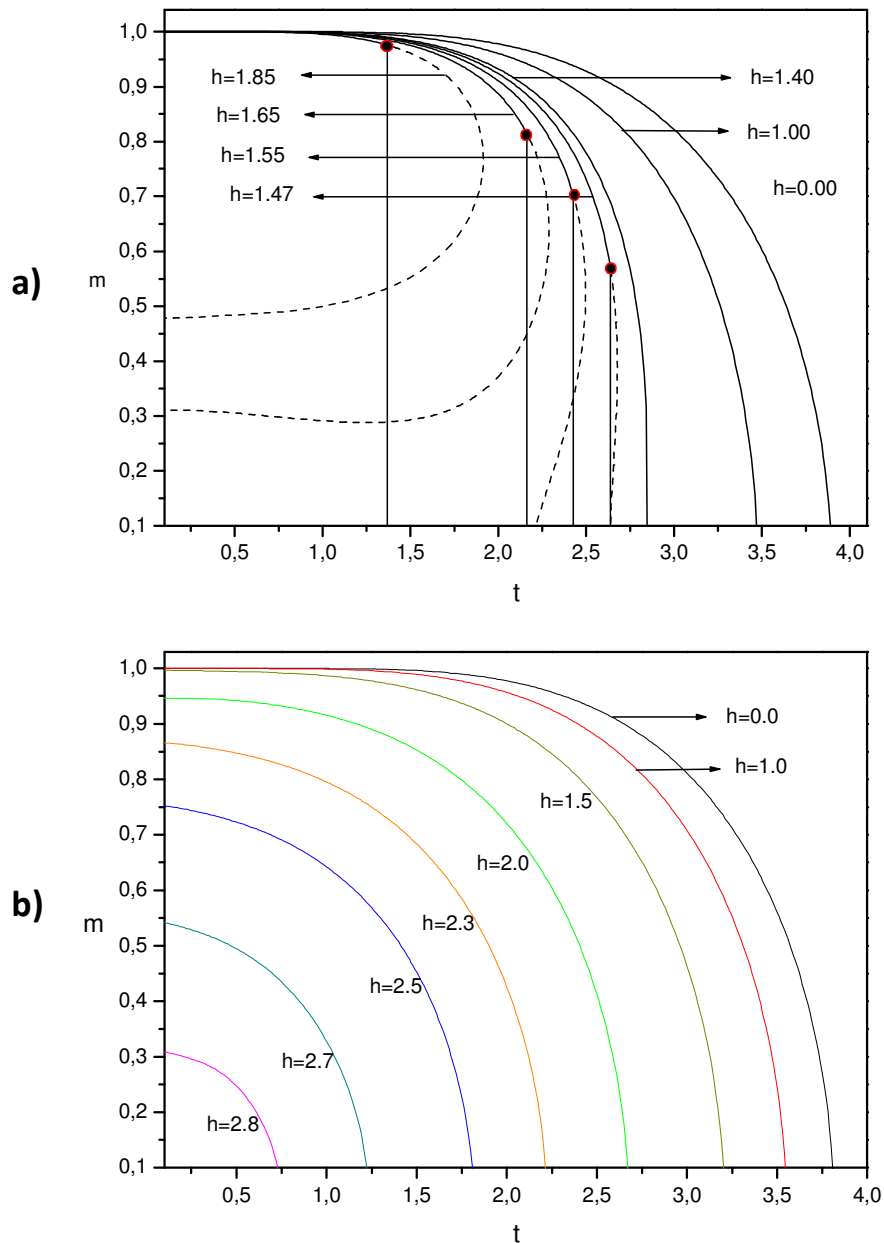 a)
m
1,0
0,9
0,8
0,7
0,6
0,5
0,4
0,3
0,2
0,1
h=1.85
h=1.65
h=1.55
h=1.47
h=1.40
h=1.00
h=0.00
0,5 1,0 1,5 2,0 2,5 3,0 3,5 4,0
t
b)
m
1,0
0,9
0,8
0,7
0,6
0,5
0,4
0,3
0,2
0,1
h=0.0
h=1.0
h=1.5
h=2.0
h=2.3
h=2.5
h=2.7
h=2.8
0,5 1,0 1,5 2,0 2,5 3,0 3,5 4,0
t